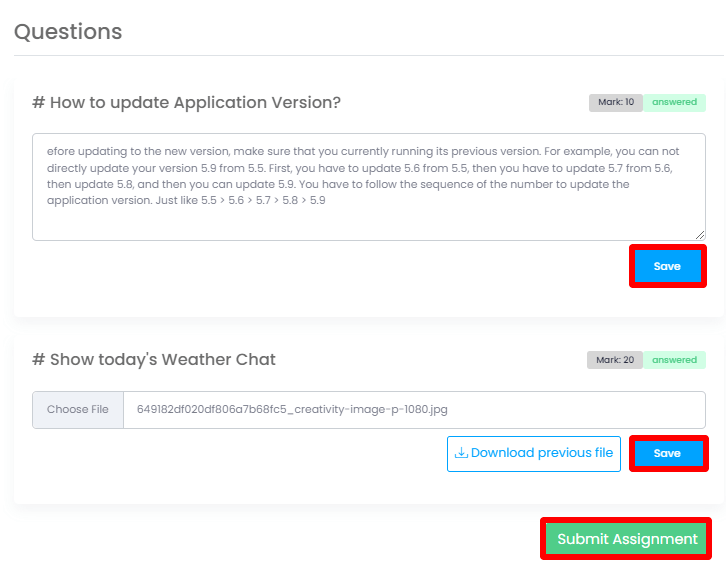 Questions
# How to update Application Version?
Mark: 10
answered
efore updating to the new version, make sure that you currently running its previous version. For example, you can not
directly update your version 5.9 from 5.5. First, you have to update 5.6 from 5.5, then you have to update 5.7 from 5.6,
then update 5.8, and then you can update 5.9. You have to follow the sequence of the number to update the
application version. Just like 5.5 > 5.6 > 5.7 > 5.8 > 5.9
Save
# Show today's Weather Chat
Mark: 20
answered
Choose File
649182df020df806a7b68fc5_creativity-image-p-1080.jpg
Download previous file
Save
Submit Assignment